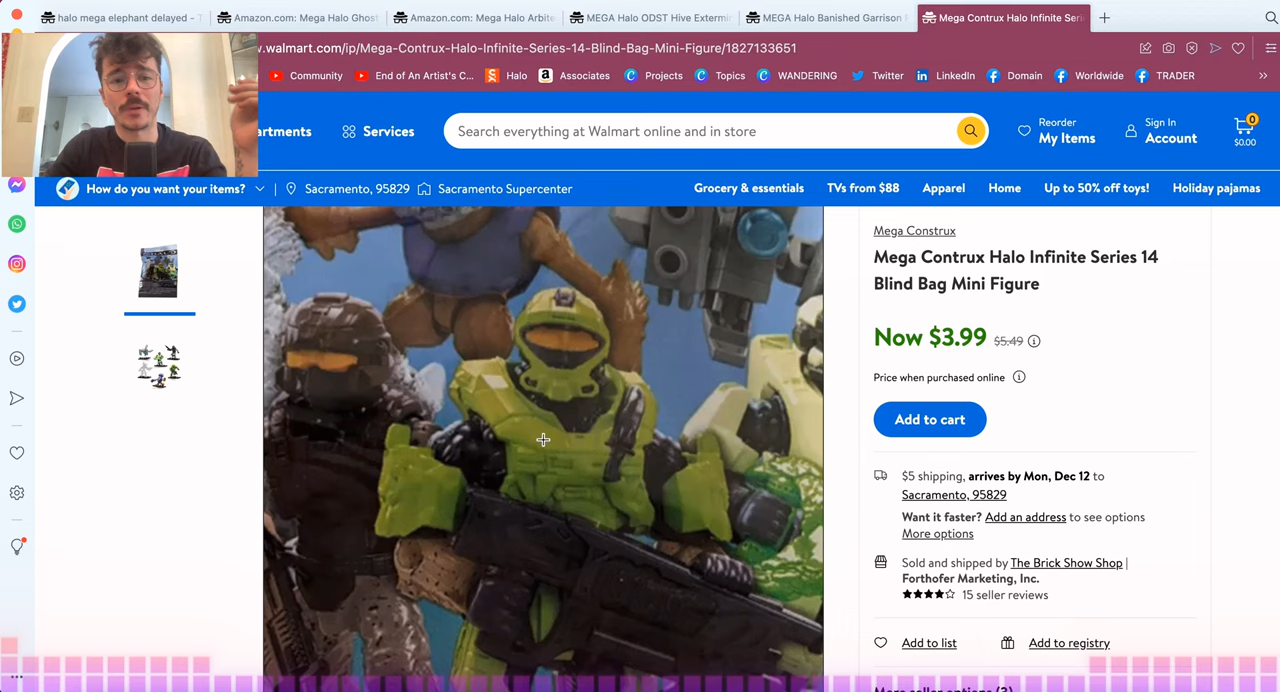 halo mega elephant delayed -
Amazon.com: Mega Halo Ghost
Amazon.com: Mega Halo Arbite
MEGA Halo ODST Hive Extermin
MEGA Halo Banished Garrison
Mega Contrux Halo Infinite Seri
w.walmart.com/ip/Mega-Contrux-Halo-Infinite-Series-14-Blind-Bag-Mini-Figure/1827133651
Community
End of An Artist's C...
Halo
Associates
Projects
Topics
WANDERING
Twitter
LinkedIn
Domain
Worldwide
TRADER
artments
Services
Search everything at Walmart online and in store
Reorder
My Items
Sign In
Account
0
$0.00
How do you want your items?
Sacramento, 95829
Sacramento Supercenter
Grocery & essentials
TVs from $88
Apparel
Home
Up to 50% off toys!
Holiday pajamas
Mega Construx
Mega Contrux Halo Infinite Series 14
Blind Bag Mini Figure
Now $3.99 $5.49
Price when purchased online
Add to cart
$5 shipping, arrives by Mon, Dec 12 to
Sacramento, 95829
Want it faster? Add an address to see options
More options
Sold and shipped by The Brick Show Shop |
Forthofer Marketing, Inc.
15 seller reviews
Add to list
Add to registry
More seller options (3)